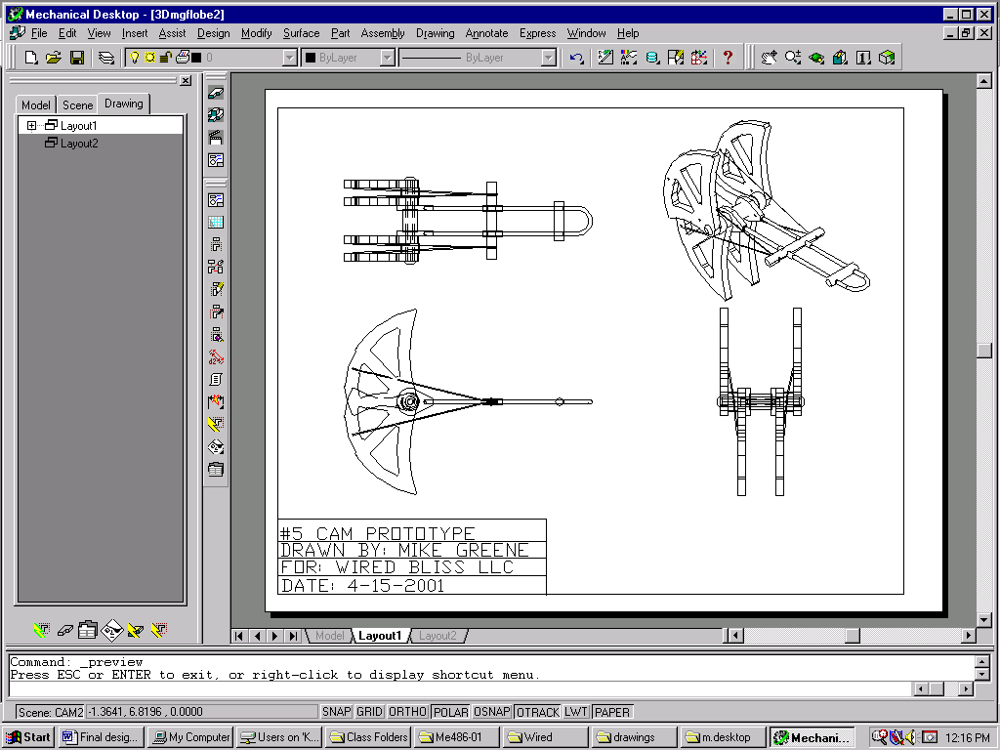 Mechanical Desktop - [3Dmgflobe2]
File Edit View Insert Assist Design Modify Surface Part Assembly Drawing Annotate Express Window Help
0 ByLayer ByLayer
Model Scene Drawing
Layout1
Layout2
#5 CAM PROTOTYPE
DRAWN BY: MIKE GREENE
FOR: WIRED BLISS LLC
DATE: 4-15-2001
Model Layout1 Layout2
Command: _preview
Press ESC or ENTER to exit, or right-click to display shortcut menu.
Scene: CAM2 -1.3641, 6.8196 , 0.0000 SNAP GRID ORTHO POLAR OSNAP OTRACK LWT PAPER
Start Final desig... My Computer Users on 'K... Class Folders Me486-01 Wired drawings m.desktop Mechani... 12:16 PM